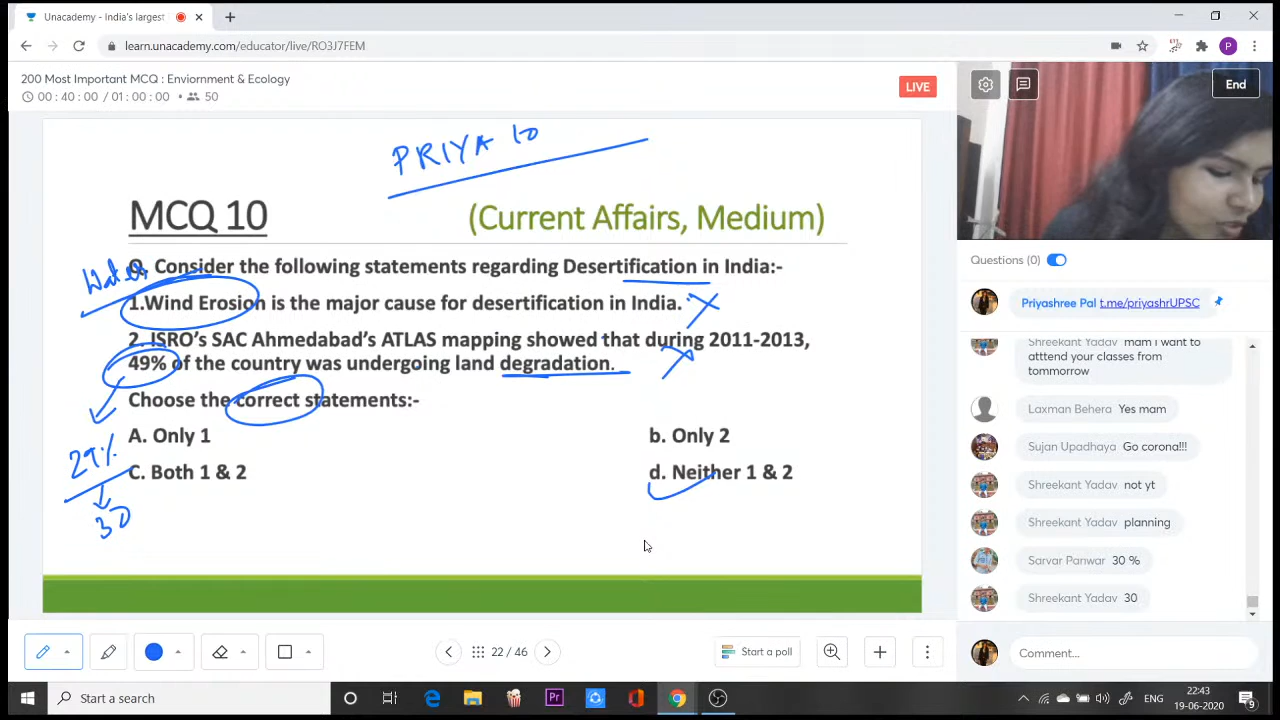 Unacademy - India's largest
learn.unacademy.com/educator/live/RO3J7FEM
P
200 Most Important MCQ : Enviornment & Ecology
00 : 40 : 00 / 01 : 00 : 00 • 50
LIVE
End
PRIYA 10
MCQ 10 (Current Affairs, Medium)
Water
Q. Consider the following statements regarding Desertification in India:-
1.Wind Erosion is the major cause for desertification in India.
2. ISRO's SAC Ahmedabad's ATLAS mapping showed that during 2011-2013,
49% of the country was undergoing land degradation.
Choose the correct statements:-
A. Only 1 b. Only 2
29%
C. Both 1 & 2 d. Neither 1 & 2
30
Questions (0)
Priyashree Pal t.me/priyashrUPSC
Shreekant Yadav mam i want to
atttend your classes from
tommorrow
Laxman Behera Yes mam
Sujan Upadhaya Go corona!!!
Shreekant Yadav not yt
Shreekant Yadav planning
Sarvar Panwar 30 %
Shreekant Yadav 30
22 / 46
Start a poll
Comment...
Start a search
Pr
ENG
22:43
19-06-2020
9